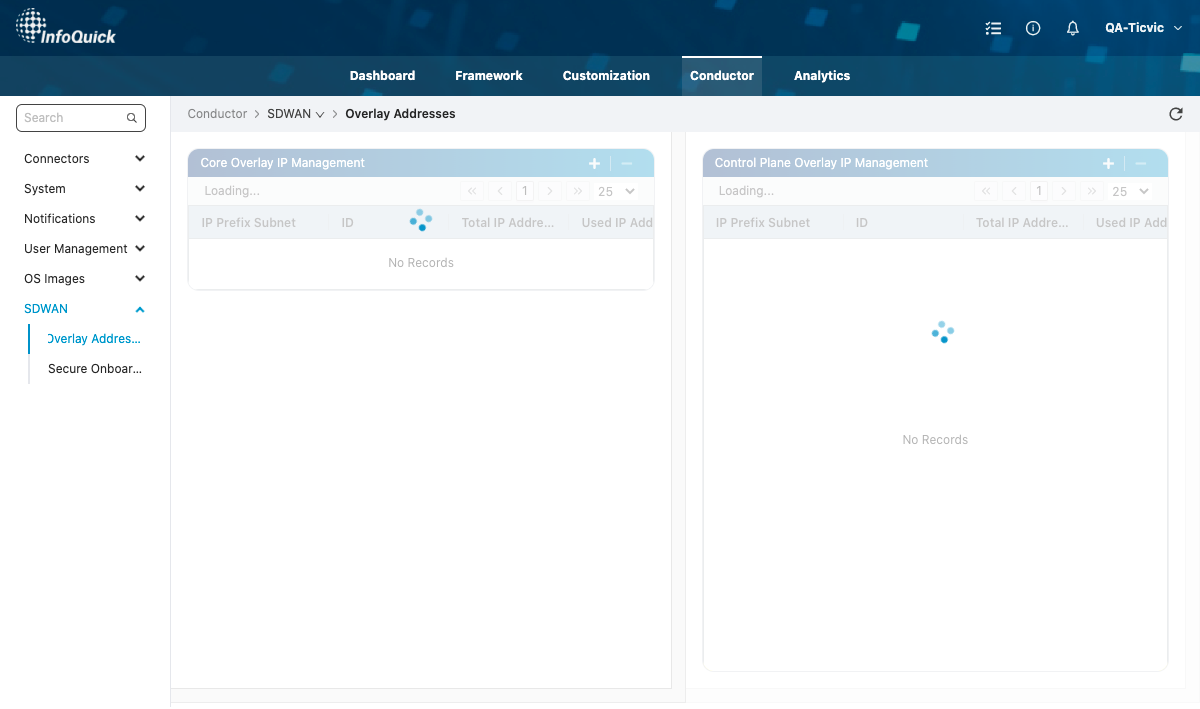 InfoQuick
QA-Ticvic
Dashboard Framework Customization Conductor Analytics
Search
Connectors
System
Notifications
User Management
OS Images
SDWAN
Overlay Addres...
Secure Onboar...
Conductor > SDWAN > Overlay Addresses
Core Overlay IP Management
Loading... « < 1 > » 25
IP Prefix Subnet ID Total IP Addre... Used IP Add
No Records
Control Plane Overlay IP Management
Loading... « < 1 > » 25
IP Prefix Subnet ID Total IP Addre... Used IP Add
No Records